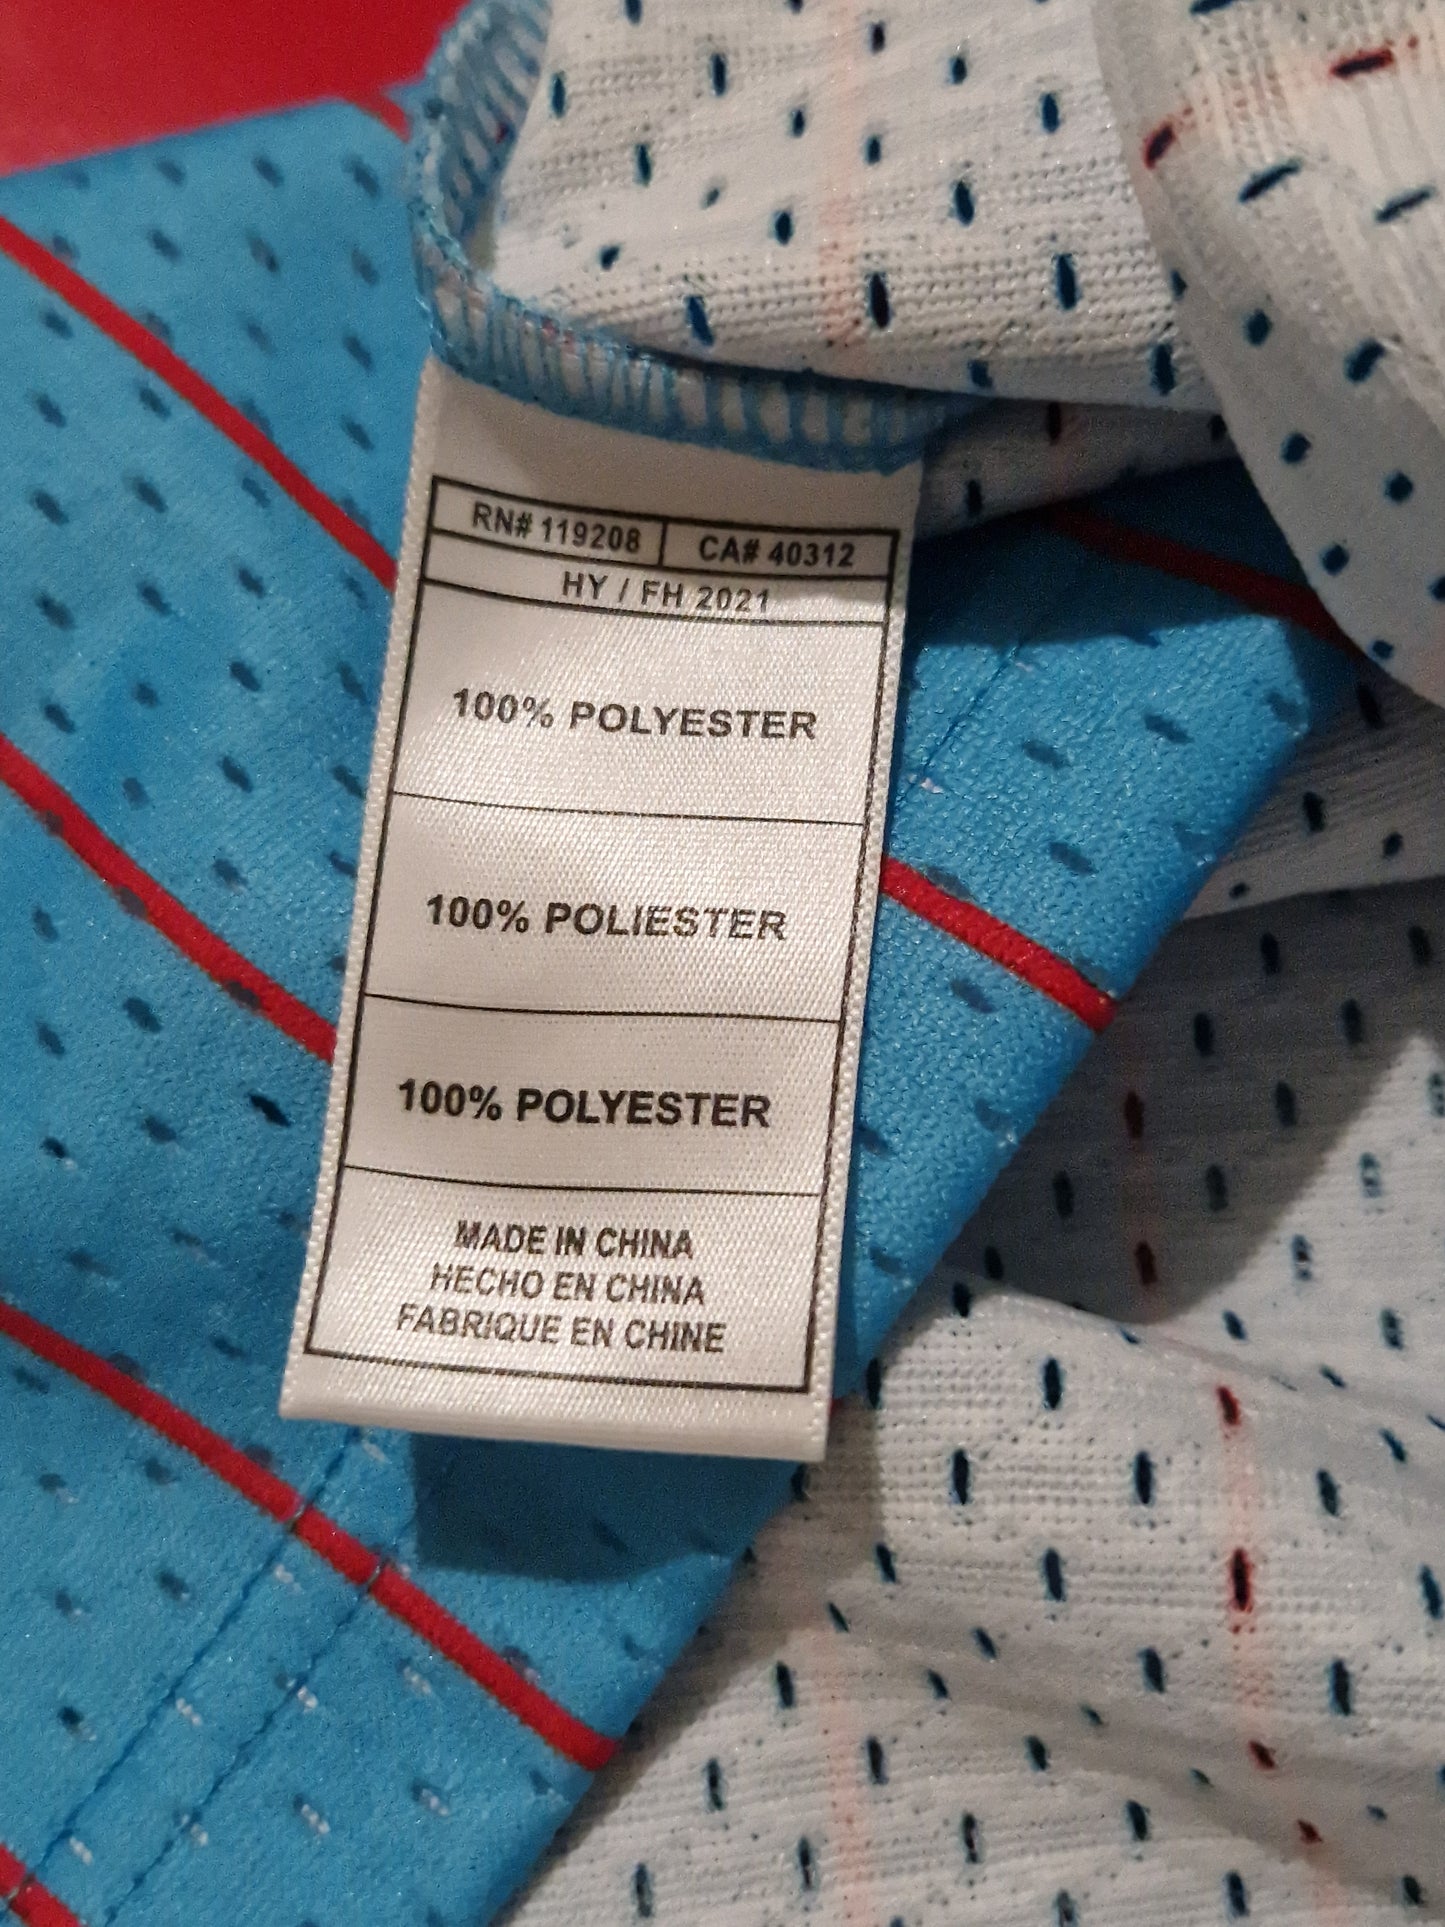 RN# 119208 CA# 40312
HY / FH 2021
100% POLYESTER
100% POLIESTER
100% POLYESTER
MADE IN CHINA
HECHO EN CHINA
FABRIQUE EN CHINE